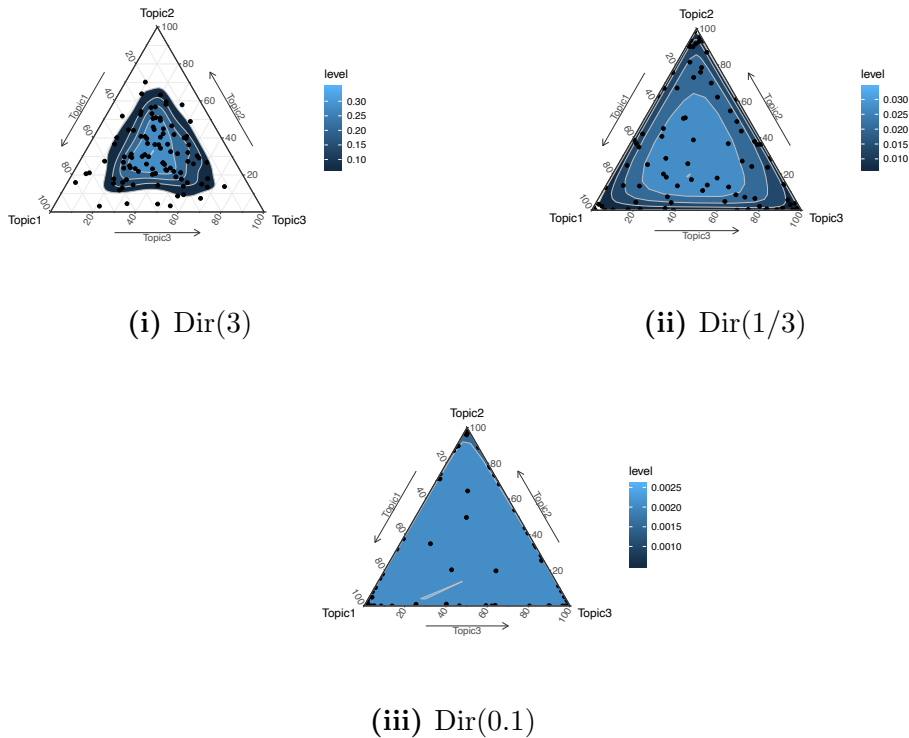 Topic2
100
20
80
Topic1
40
60
Topic2
60
40
80
20
100
Topic1
20
40
60
80
100
Topic3
Topic3
level
0.30
0.25
0.20
0.15
0.10
(i) Dir(3)
Topic2
100
20
80
Topic1
40
60
Topic2
60
40
80
20
100
Topic1
20
40
60
80
100
Topic3
Topic3
level
0.030
0.025
0.020
0.015
0.010
(ii) Dir(1/3)
Topic2
100
20
80
Topic1
40
60
Topic2
60
40
80
20
100
Topic1
20
40
60
80
100
Topic3
Topic3
level
0.0025
0.0020
0.0015
0.0010
(iii) Dir(0.1)